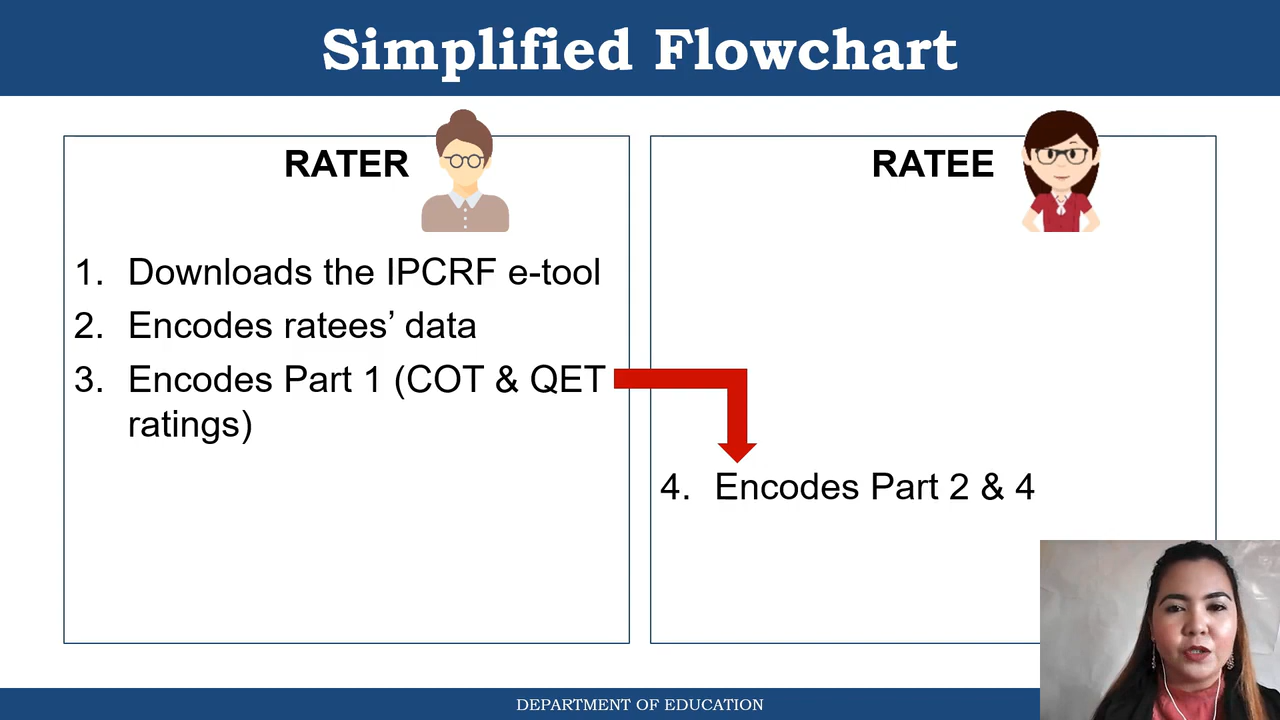 Simplified Flowchart
RATER
1. Downloads the IPCRF e-tool
2. Encodes ratees’ data
3. Encodes Part 1 (COT & QET
ratings)
RATEE
4. Encodes Part 2 & 4
DEPARTMENT OF EDUCATION